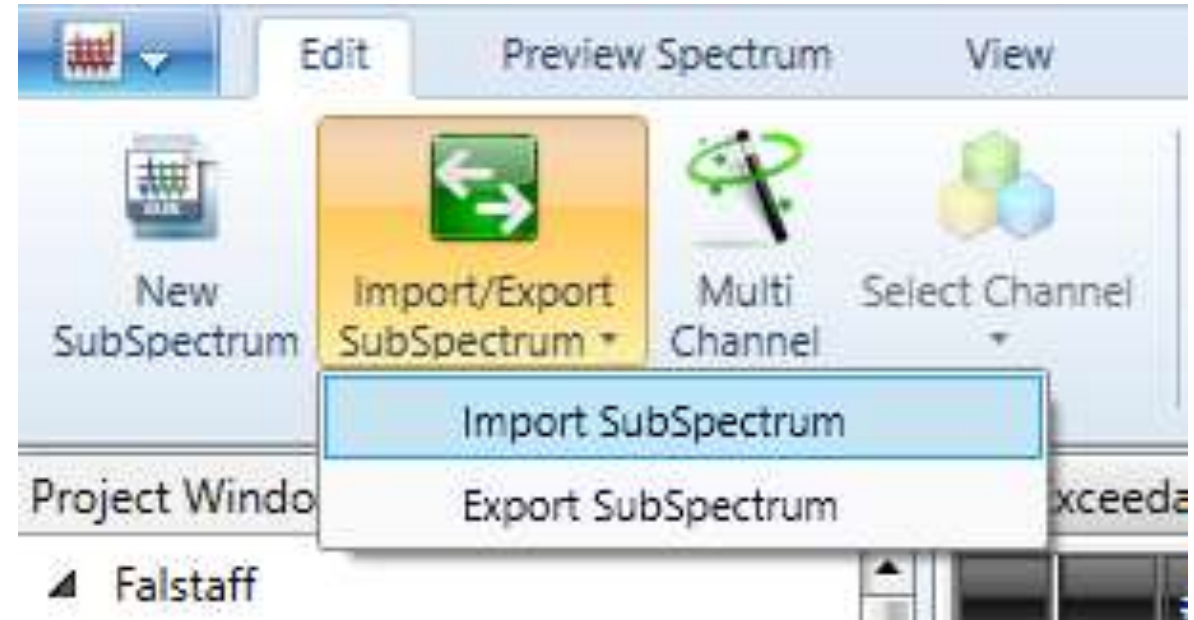 Edit Preview Spectrum View
New SubSpectrum
Import/Export SubSpectrum
Multi Channel
Select Channel
Import SubSpectrum
Export SubSpectrum
Project Windo
xceeda
Falstaff